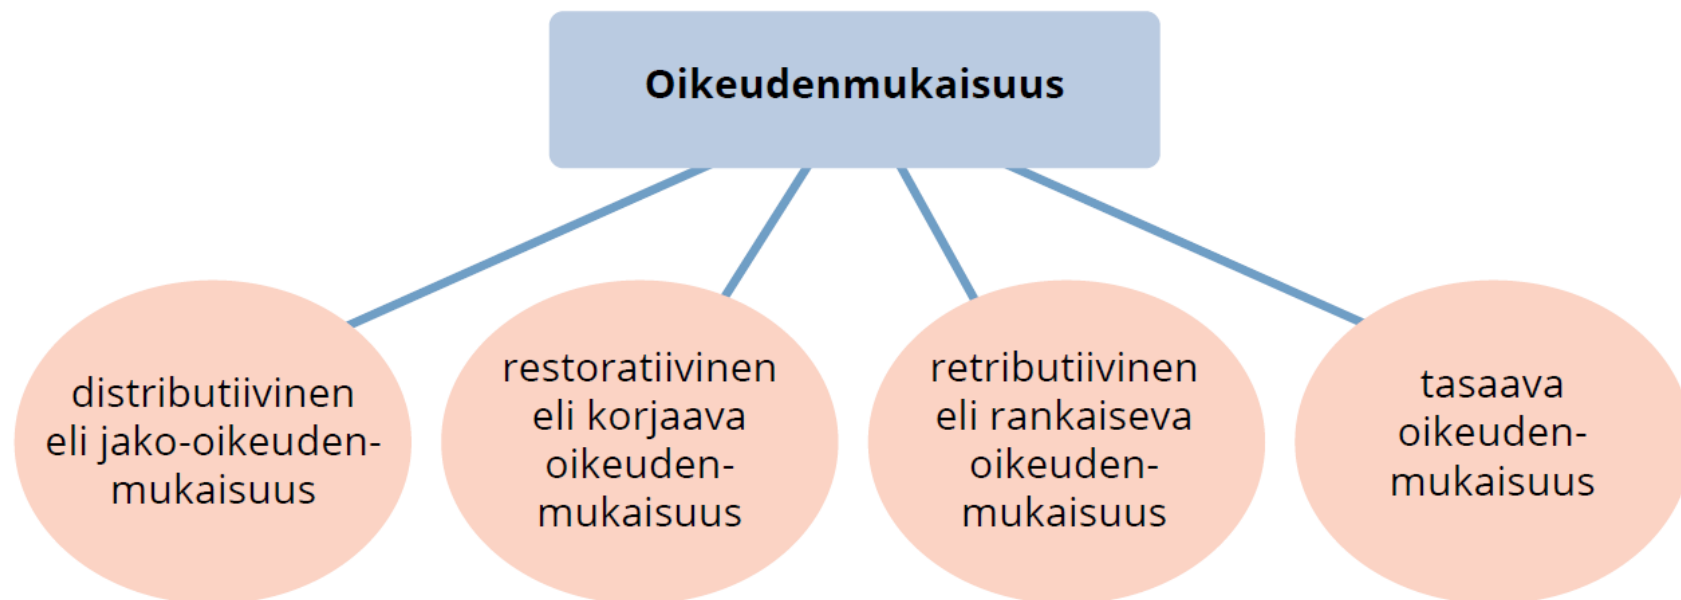 Oikeudenmukaisuus
distributiivinen
eli jako-oikeuden-
mukaisuus
restoratiivinen
eli korjaava
oikeuden-
mukaisuus
retributiivinen
eli rankaiseva
oikeuden-
mukaisuus
tasaava
oikeuden-
mukaisuus